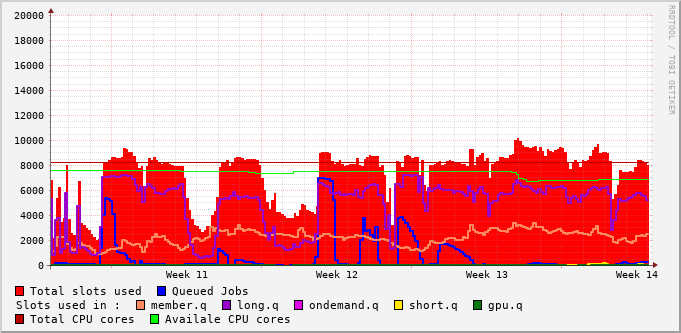 RRDTOOL / TOBI OETIKER
20000
18000
16000
14000
12000
10000
8000
6000
4000
2000
0
Week 11 Week 12 Week 13 Week 14
Total slots used Queued Jobs
Slots used in : member.q long.q ondemand.q short.q gpu.q
Total CPU cores Availale CPU cores